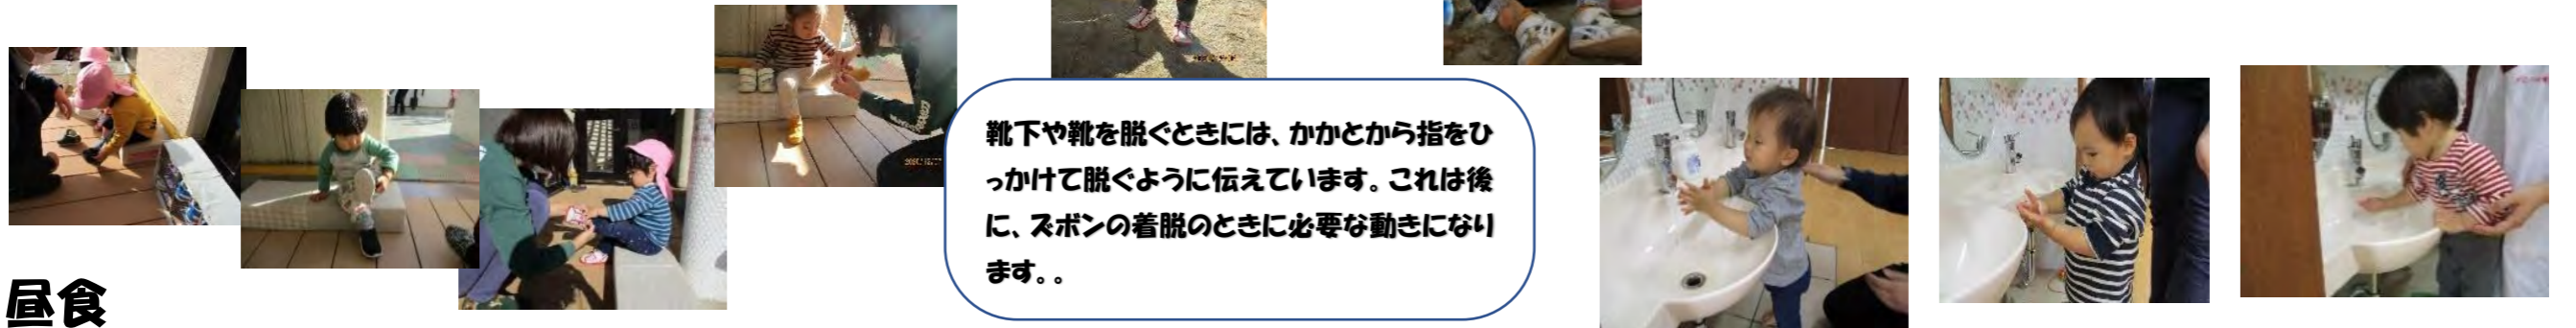 靴下や靴を脱ぐときには、かかとから指をひ
っかけて脱ぐように伝えています。これは後
に、ズボンの着脱のときに必要な動きになり
ます。。
昼食